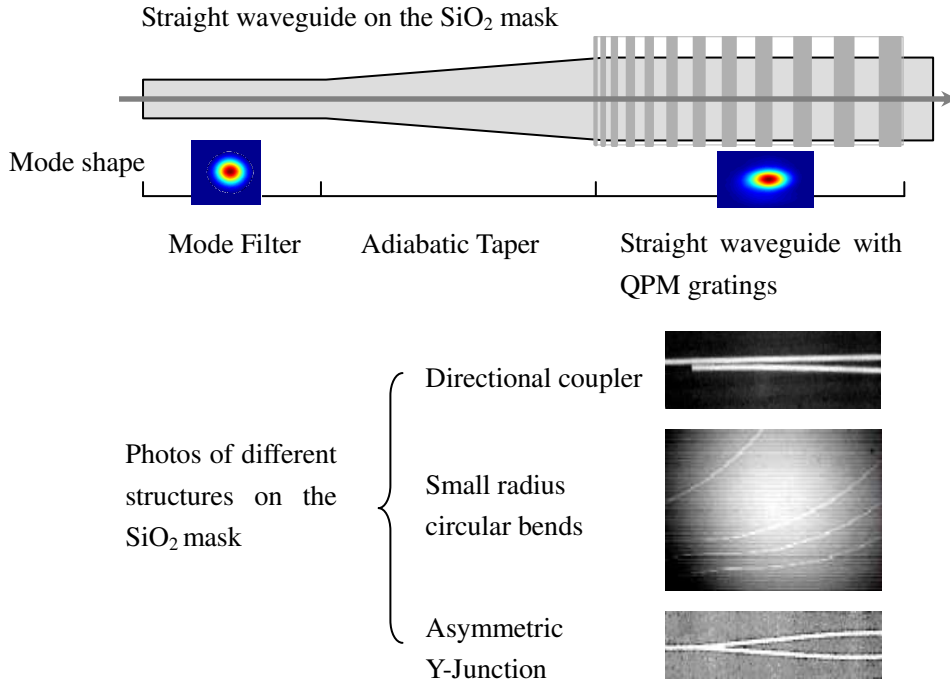 Straight waveguide on the SiO₂ mask
Mode shape
Mode Filter
Adiabatic Taper
Straight waveguide with
QPM gratings
Photos of different
structures on the
SiO₂ mask
Directional coupler
Small radius
circular bends
Asymmetric
Y-Junction